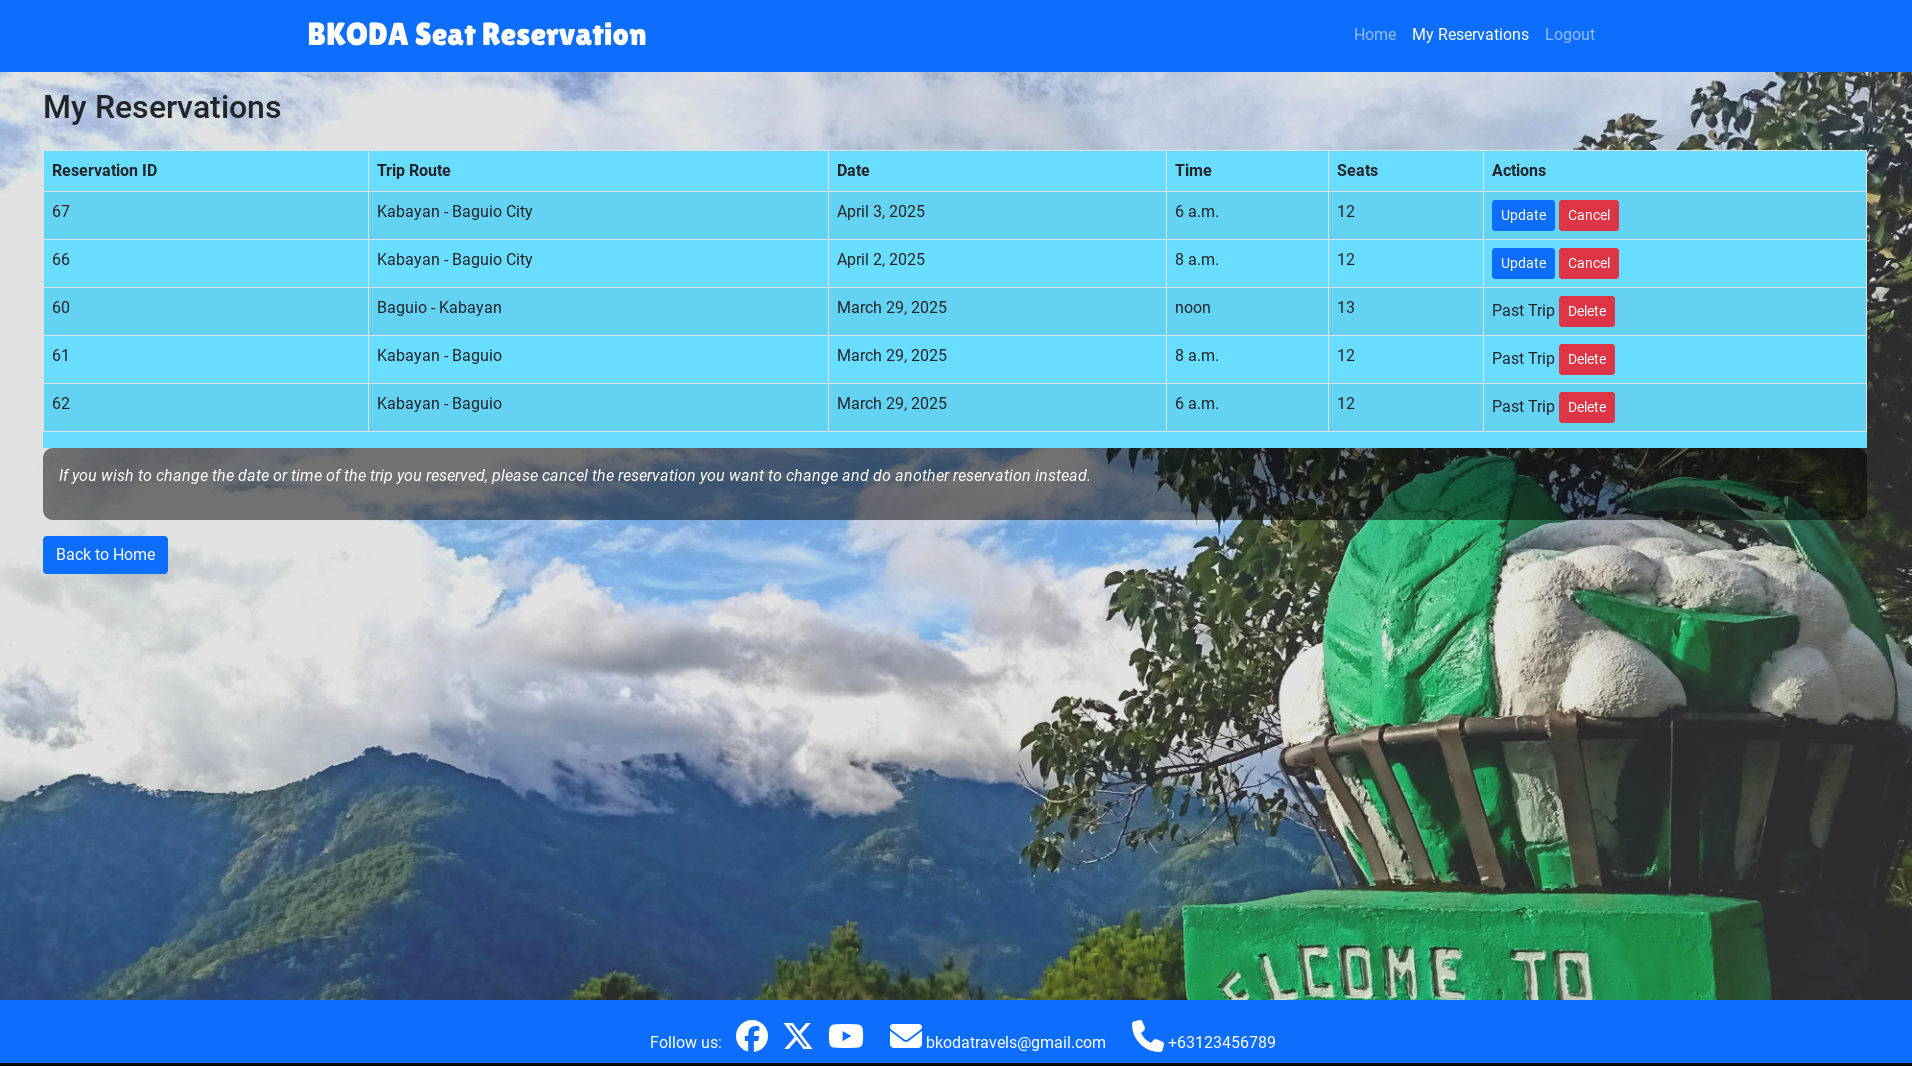 BKODA Seat Reservation
Home My Reservations Logout
My Reservations
Reservation ID Trip Route Date Time Seats Actions
67 Kabayan - Baguio City April 3, 2025 6 a.m. 12 Update Cancel
66 Kabayan - Baguio City April 2, 2025 8 a.m. 12 Update Cancel
60 Baguio - Kabayan March 29, 2025 noon 13 Past Trip Delete
61 Kabayan - Baguio March 29, 2025 8 a.m. 12 Past Trip Delete
62 Kabayan - Baguio March 29, 2025 6 a.m. 12 Past Trip Delete
If you wish to change the date or time of the trip you reserved, please cancel the reservation you want to change and do another reservation instead.
Back to Home
ELCOME TO
Follow us: bkodatravels@gmail.com +63123456789